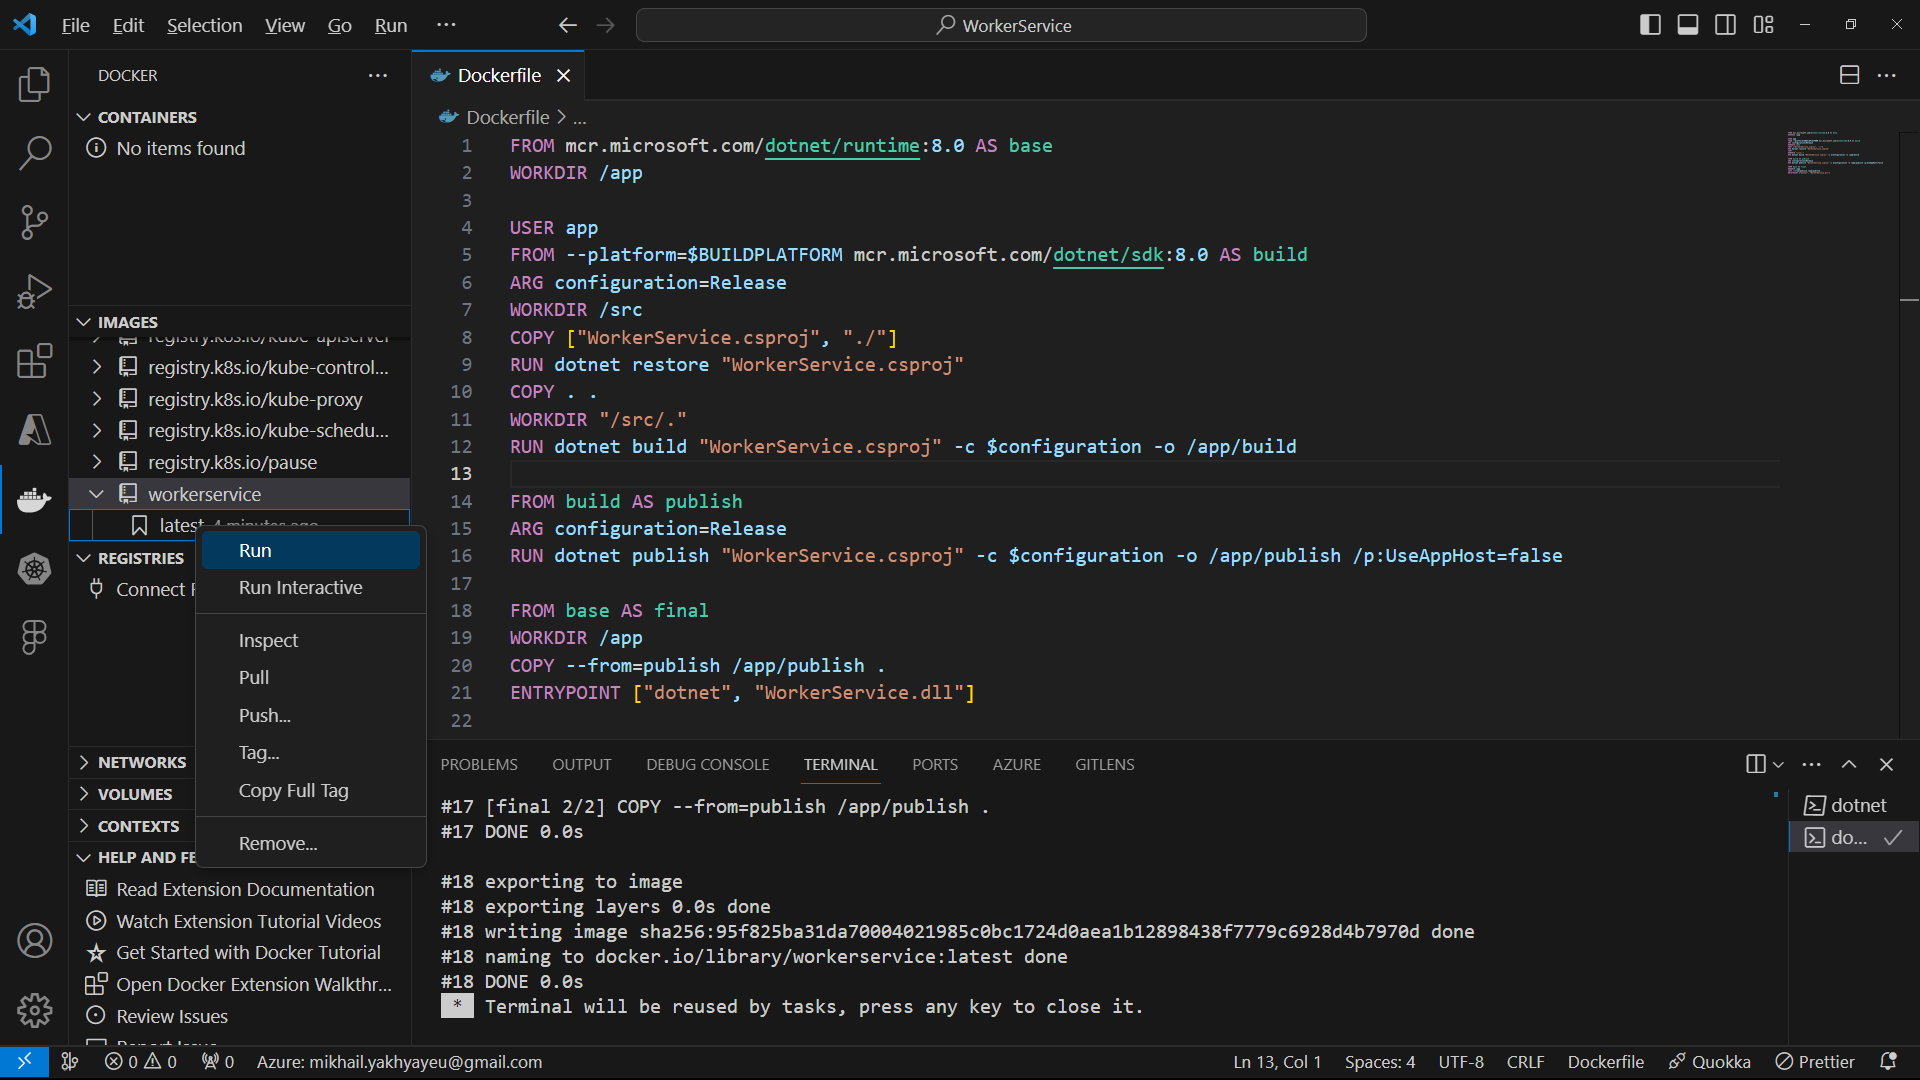 File Edit Selection View Go Run ···
WorkerService
DOCKER
CONTAINERS
No items found
IMAGES
registry.k8s.io/kube-apiserver
registry.k8s.io/kube-control...
registry.k8s.io/kube-proxy
registry.k8s.io/kube-schedu...
registry.k8s.io/pause
workerservice
latest 4 minutes ago
REGISTRIES
Connect
Run
Run Interactive
Inspect
Pull
Push...
Tag...
Copy Full Tag
Remove...
NETWORKS
VOLUMES
CONTEXTS
HELP AND FE
Read Extension Documentation
Watch Extension Tutorial Videos
Get Started with Docker Tutorial
Open Docker Extension Walkthr...
Review Issues
Report Issue
Dockerfile
Dockerfile > ...
1 FROM mcr.microsoft.com/dotnet/runtime:8.0 AS base
2 WORKDIR /app
3
4 USER app
5 FROM --platform=$BUILDPLATFORM mcr.microsoft.com/dotnet/sdk:8.0 AS build
6 ARG configuration=Release
7 WORKDIR /src
8 COPY ["WorkerService.csproj", "./"]
9 RUN dotnet restore "WorkerService.csproj"
10 COPY . .
11 WORKDIR "/src/."
12 RUN dotnet build "WorkerService.csproj" -c $configuration -o /app/build
13
14 FROM build AS publish
15 ARG configuration=Release
16 RUN dotnet publish "WorkerService.csproj" -c $configuration -o /app/publish /p:UseAppHost=false
17
18 FROM base AS final
19 WORKDIR /app
20 COPY --from=publish /app/publish .
21 ENTRYPOINT ["dotnet", "WorkerService.dll"]
22
PROBLEMS OUTPUT DEBUG CONSOLE TERMINAL PORTS AZURE GITLENS
#17 [final 2/2] COPY --from=publish /app/publish .
#17 DONE 0.0s
#18 exporting to image
#18 exporting layers 0.0s done
#18 writing image sha256:95f825ba31da70004021985c0bc1724d0aea1b12898438f7779c6928d4b7970d done
#18 naming to docker.io/library/workerservice:latest done
#18 DONE 0.0s
* Terminal will be reused by tasks, press any key to close it.
dotnet
do...
0 0 0 Azure: mikhail.yakhyayeu@gmail.com Ln 13, Col 1 Spaces: 4 UTF-8 CRLF Dockerfile Quokka Prettier